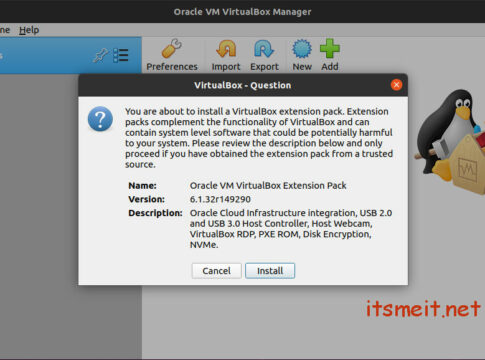 Oracle VM VirtualBox Manager
ne Help
s
Preferences Import Export New Add
VirtualBox - Question
You are about to install a VirtualBox extension pack. Extension
packs complement the functionality of VirtualBox and can
contain system level software that could be potentially harmful
to your system. Please review the description below and only
proceed if you have obtained the extension pack from a trusted
source.
Name: Oracle VM VirtualBox Extension Pack
Version: 6.1.32r149290
Description: Oracle Cloud Infrastructure integration, USB 2.0
and USB 3.0 Host Controller, Host Webcam,
VirtualBox RDP, PXE ROM, Disk Encryption,
NVMe.
Cancel Install
itsmeit.net